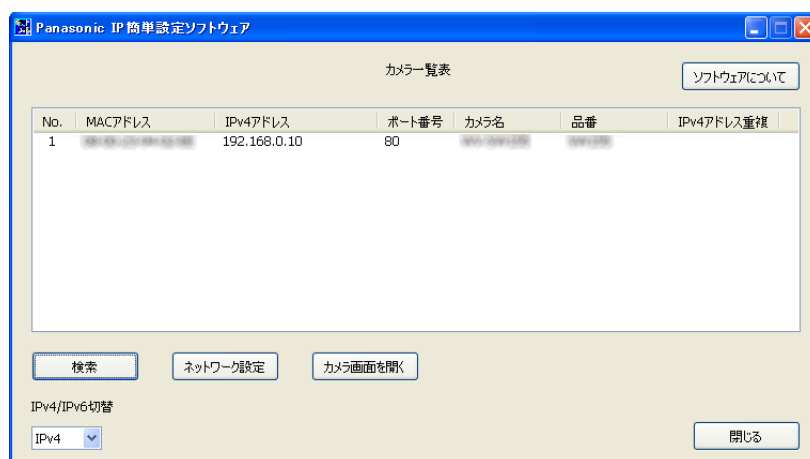 Panasonic IP簡単設定ソフトウェア
カメラ一覧表
ソフトウェアについて
No. MACアドレス IPv4アドレス ポート番号 カメラ名 品番 IPv4アドレス重複
1 192.168.0.10 80
検索 ネットワーク設定 カメラ画面を開く
IPv4/IPv6切替
IPv4
閉じる